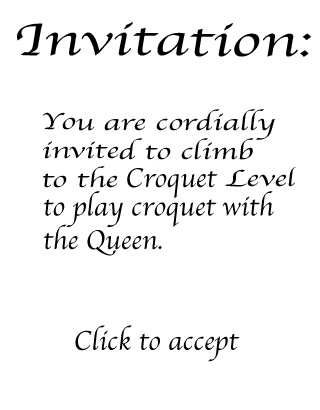 Invitation:
You are cordially
invited to climb
to the Croquet Level
to play croquet with
the Queen.
Click to accept